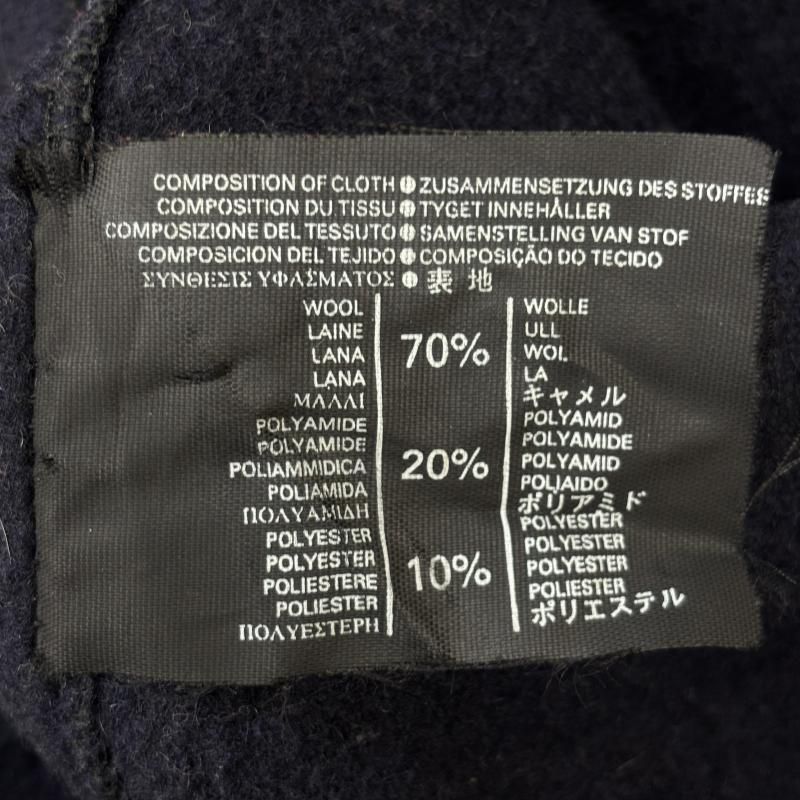 COMPOSITION OF CLOTH ● ZUSAMMENSETZUNG DES STOFFES
COMPOSITION DU TISSU ● TYGET INNEHÅLLER
COMPOSIZIONE DEL TESSUTO ● SAMENSTELLING VAN STOF
COMPOSICION DEL TEJIDO ● COMPOSIÇÃO DO TECIDO
ΣΥΝΘΕΣΙΣ ΥΦΑΣΜΑΤΟΣ ● 表地
WOOL
LAINE
LANA
LANA
ΜΑΛΛΙ
70%
WOLLE
ULL
WOL
LA
キャメル
POLYAMIDE
POLYAMIDE
POLIAMMIDICA
POLIAMIDA
ΠΟΛΥΑΜΙΔΗ
20%
POLYAMID
POLYAMIDE
POLYAMID
POLIAIDO
ポリアミド
POLYESTER
POLYESTER
POLIESTERE
POLIESTER
ΠΟΛΥΕΣΤΕΡΗ
10%
POLYESTER
POLYESTER
POLYESTER
POLIESTER
ポリエステル